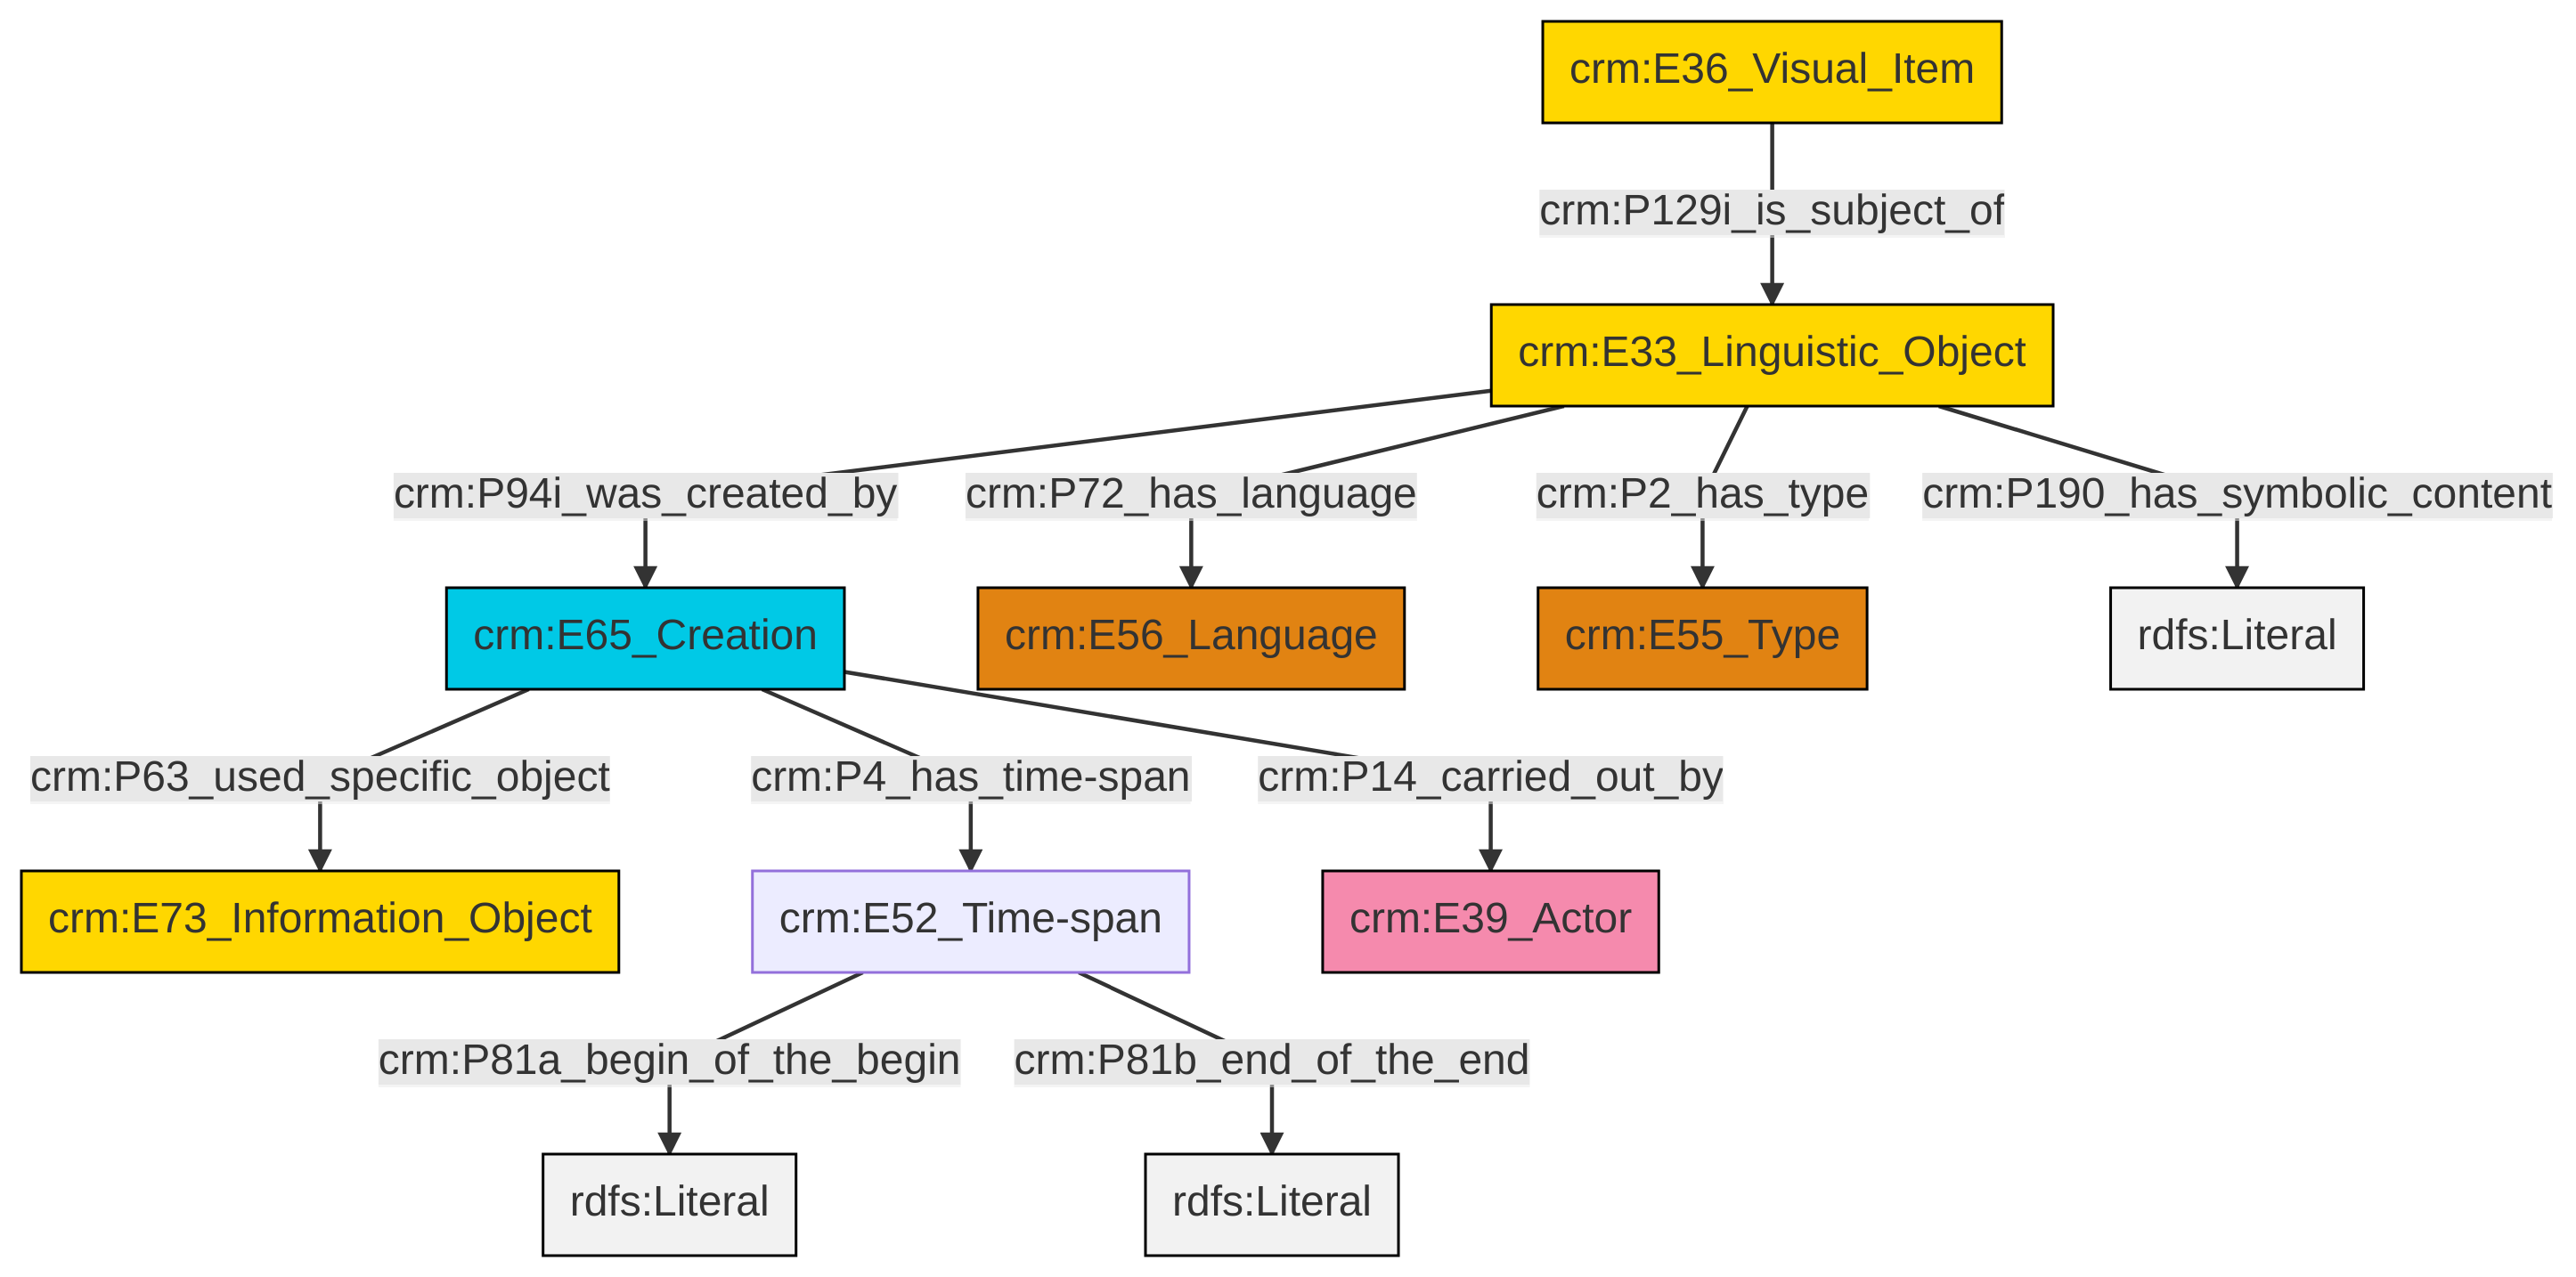 crm:E36_Visual_Item
crm:P129i_is_subject_of
crm:E33_Linguistic_Object
crm:P94i_was_created_by
crm:P72_has_language
crm:P2_has_type
crm:P190_has_symbolic_content
crm:E65_Creation
crm:E56_Language
crm:E55_Type
rdfs:Literal
crm:P63_used_specific_object
crm:P4_has_time-span
crm:P14_carried_out_by
crm:E73_Information_Object
crm:E52_Time-span
crm:E39_Actor
crm:P81a_begin_of_the_begin
crm:P81b_end_of_the_end
rdfs:Literal
rdfs:Literal